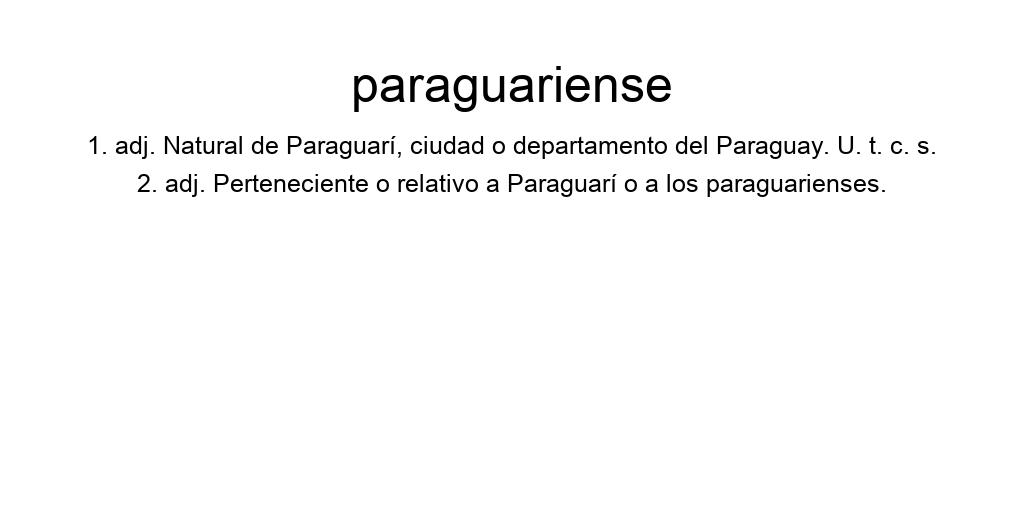 paraguariense
1. adj. Natural de Paraguarí, ciudad o departamento del Paraguay. U. t. c. s.
2. adj. Perteneciente o relativo a Paraguarí o a los paraguarienses.